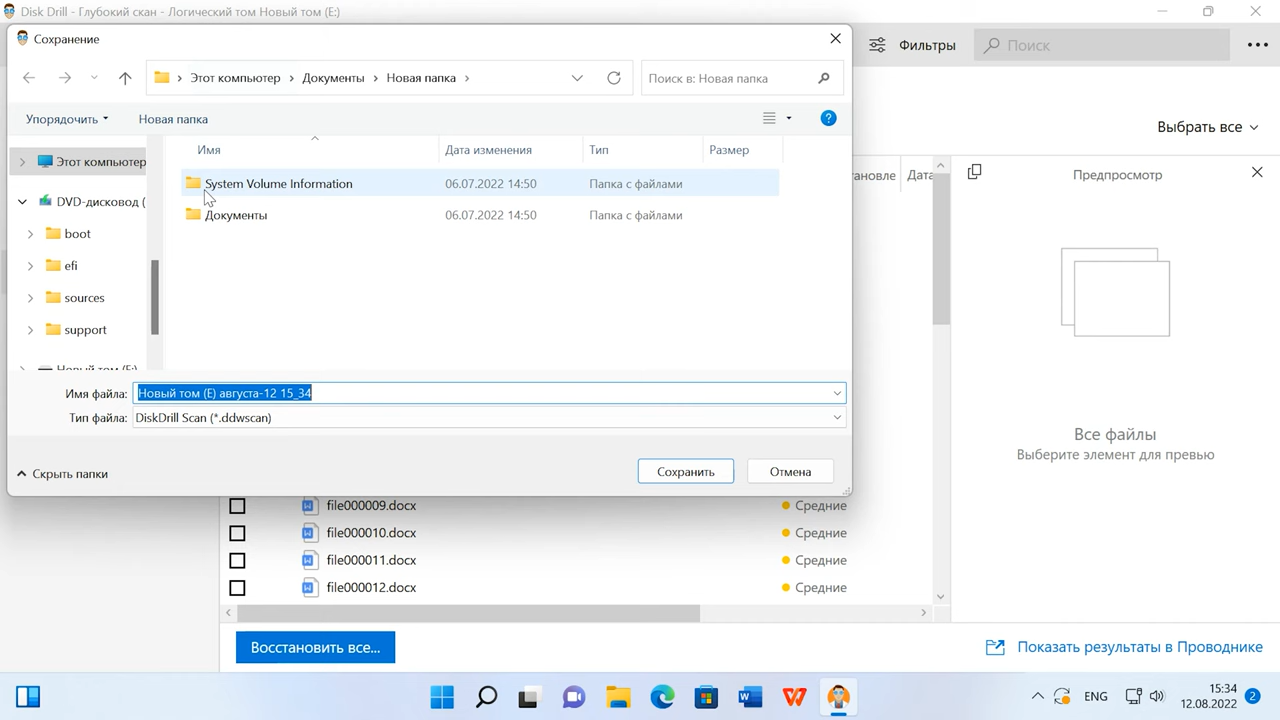 Disk Drill - Глубокий скан - Логический том Новый том (E:)
Сохранение
Фильтры
Поиск
Этот компьютер > Документы > Новая папка >
Поиск в: Новая папка
Упорядочить
Новая папка
Выбрать все
Имя
Дата изменения
Тип
Размер
Этот компьютер
System Volume Information
06.07.2022 14:50
Папка с файлами
Документы
06.07.2022 14:50
Папка с файлами
DVD-дисковод (
boot
efi
sources
support
Новый том (E:)
ановле
Дата
Предпросмотр
Все файлы
Выберите элемент для превью
Имя файла:
Новый том (E) августа-12 15_34
Тип файла:
DiskDrill Scan (*.ddwscan)
Скрыть папки
Сохранить
Отмена
file000009.docx
Средние
file000010.docx
Средние
file000011.docx
Средние
file000012.docx
Средние
Восстановить все...
Показать результаты в Проводнике
ENG
15:34
12.08.2022
2